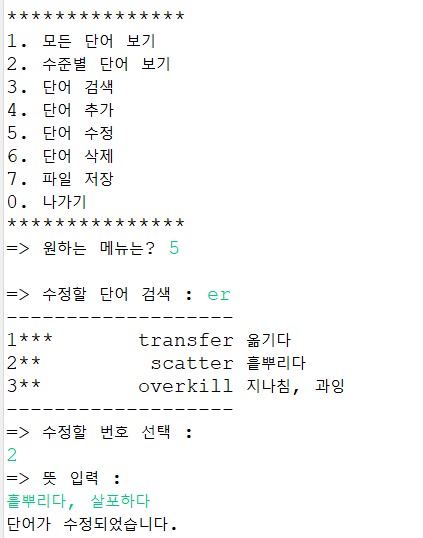 ***************
1. 모든 단어 보기
2. 수준별 단어 보기
3. 단어 검색
4. 단어 추가
5. 단어 수정
6. 단어 삭제
7. 파일 저장
0. 나가기
***************
=> 원하는 메뉴는? 5
=> 수정할 단어 검색 : er
-------------------
1*** transfer 옮기다
2** scatter 흩뿌리다
3** overkill 지나침, 과잉
-------------------
=> 수정할 번호 선택 :
2
=> 뜻 입력 :
흩뿌리다, 살포하다
단어가 수정되었습니다.